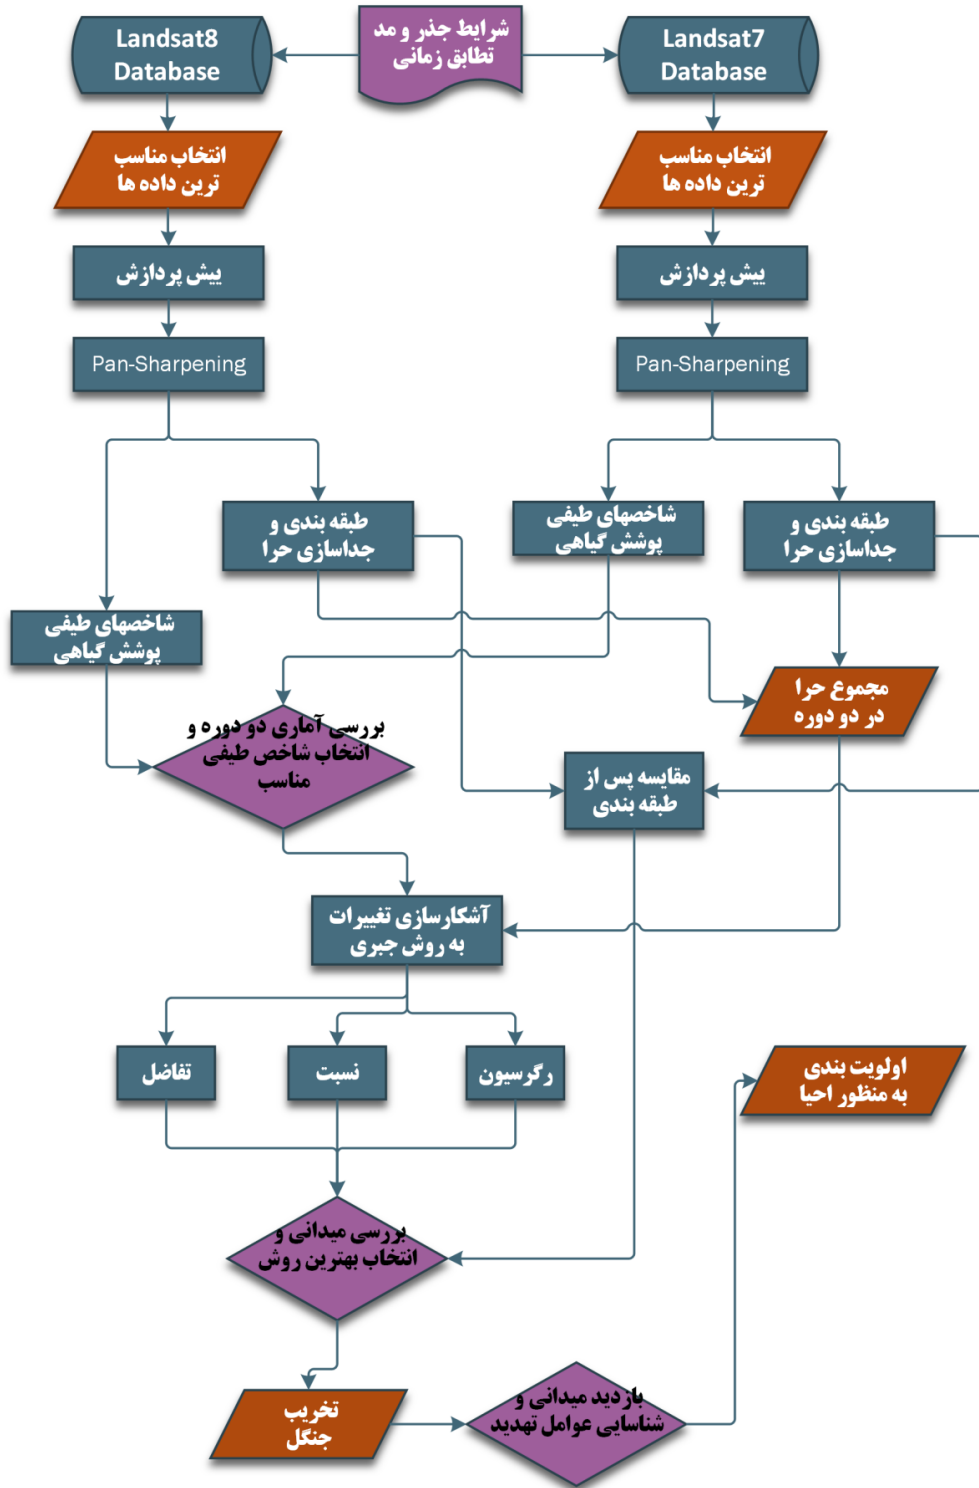 شرایط جذر و مد
تطابق زمانی
Landsat8
Database
Landsat7
Database
انتخاب مناسب
ترین داده ها
انتخاب مناسب
ترین داده ها
پیش پردازش
پیش پردازش
Pan-Sharpening
Pan-Sharpening
طبقه بندی و
جداسازی حرا
شاخصهای طیفی
پوشش گیاهی
طبقه بندی و
جداسازی حرا
شاخصهای طیفی
پوشش گیاهی
مجموع حرا
در دو دوره
بررسی آماری دو دوره و
انتخاب شاخص طیفی
مناسب
مقایسه پس از
طبقه بندی
آشکارسازی تغییرات
به روش جبری
تفاضل
نسبت
رگرسیون
اولویت بندی
به منظور احیا
بررسی میدانی و
انتخاب بهترین روش
تخریب
جنگل
بازدید میدانی و
شناسایی عوامل تهدید